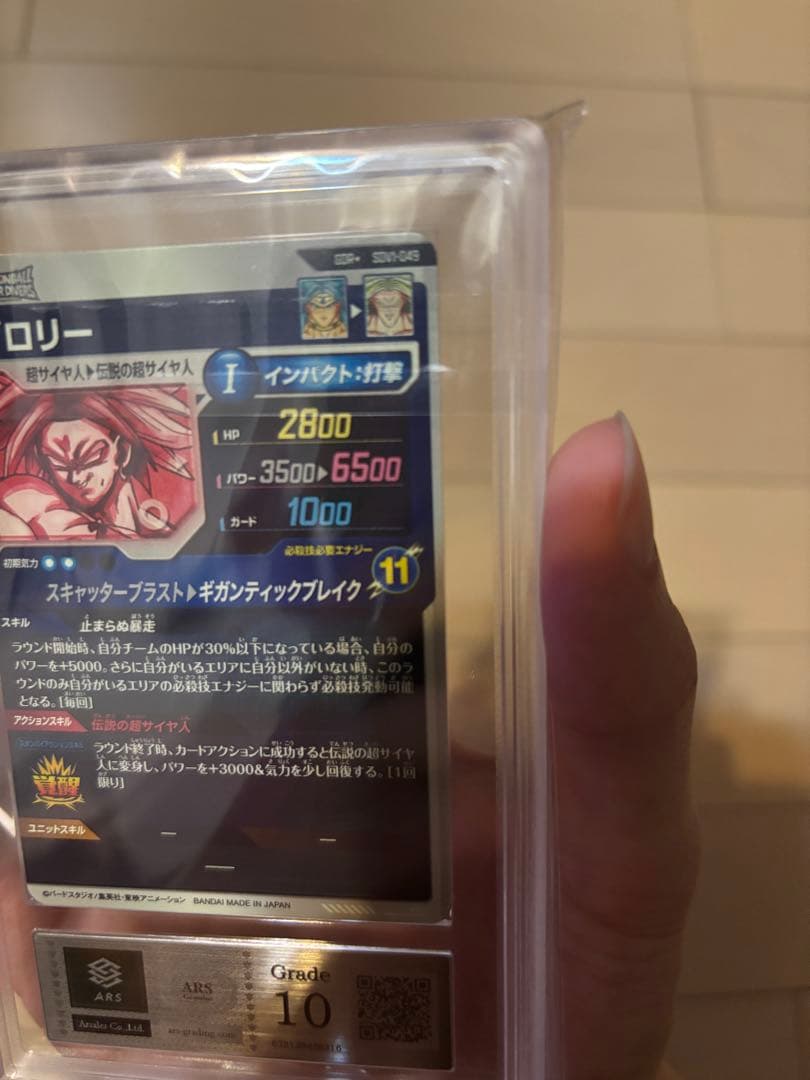 GDR★ SDV1-049
ロリー
超サイヤ人▶伝説の超サイヤ人
I インパクト:打撃
HP 2800
パワー 3500▶6500
ガード 1000
初期気力
必殺技必要エナジー
11
スキャッターブラスト▶ギガンティックブレイク
スキル 止まらぬ暴走
ラウンド開始時、自分チームのHPが30%以下になっている場合、自分の
パワーを+5000。さらに自分がいるエリアに自分以外がいない時、このラ
ウンドのみ自分がいるエリアの必殺技エナジーに関わらず必殺技発動可能
となる。[毎回]
アクションスキル 伝説の超サイヤ人
ラウンド終了時、カードアクションに成功すると伝説の超サイヤ
人に変身し、パワーを+3000&気力を少し回復する。[1回
限り]
覚醒
ユニットスキル
©バードスタジオ/集英社・東映アニメーション BANDAI MADE IN JAPAN
ARS
Arrales Co.,Ltd.
ARS
ars-grading.com
Grade
10